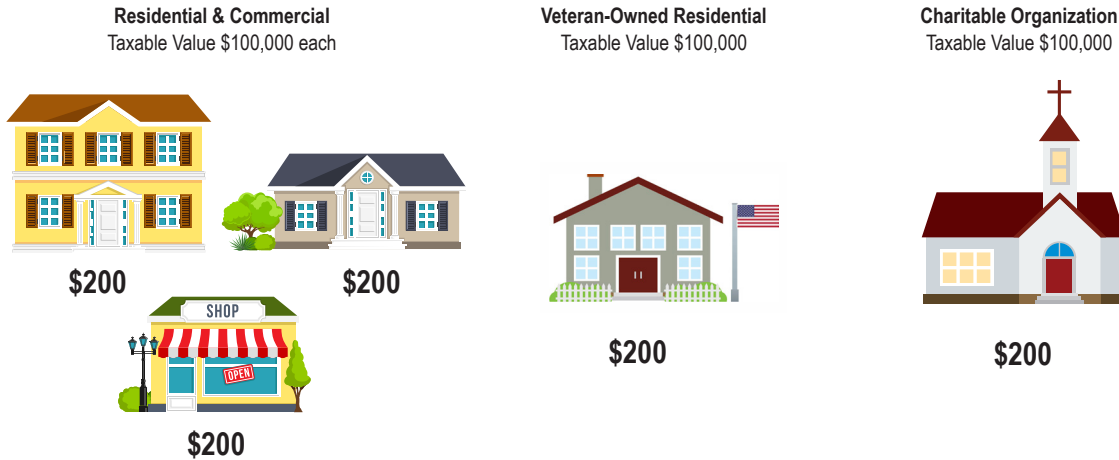 Residential & Commercial
Taxable Value $100,000 each
$200
$200
SHOP
OPEN
$200
Veteran-Owned Residential
Taxable Value $100,000
$200
Charitable Organization
Taxable Value $100,000
$200